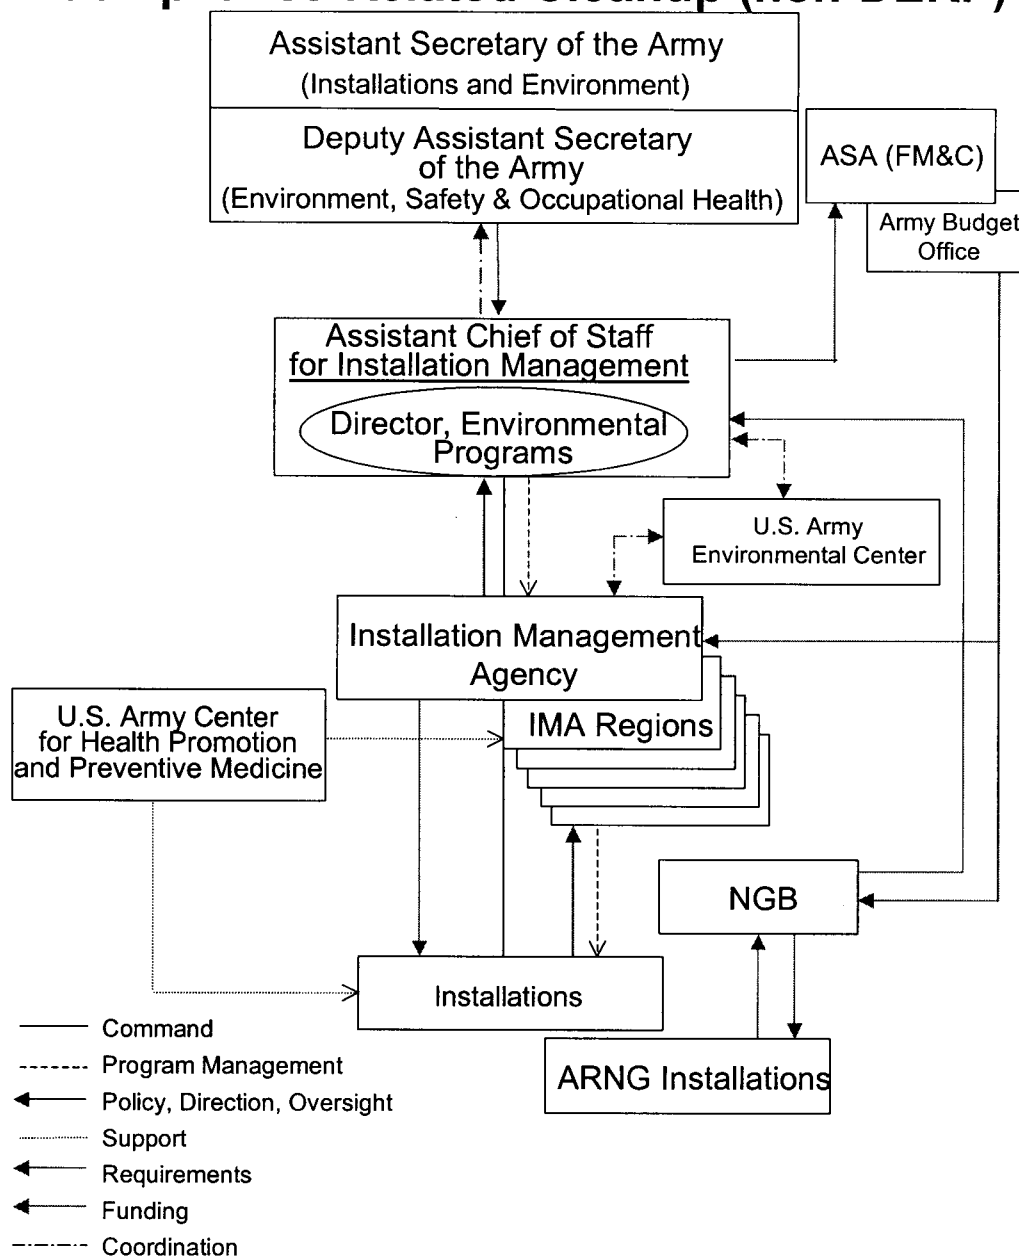 Assistant Secretary of the Army
(Installations and Environment)
Deputy Assistant Secretary
of the Army
(Environment, Safety & Occupational Health)
ASA (FM&C)
Army Budget
Office
Assistant Chief of Staff
for Installation Management
Director, Environmental
Programs
U.S. Army
Environmental Center
Installation Management
Agency
IMA Regions
U.S. Army Center
for Health Promotion
and Preventive Medicine
NGB
Installations
ARNG Installations
Command
Program Management
Policy, Direction, Oversight
Support
Requirements
Funding
Coordination